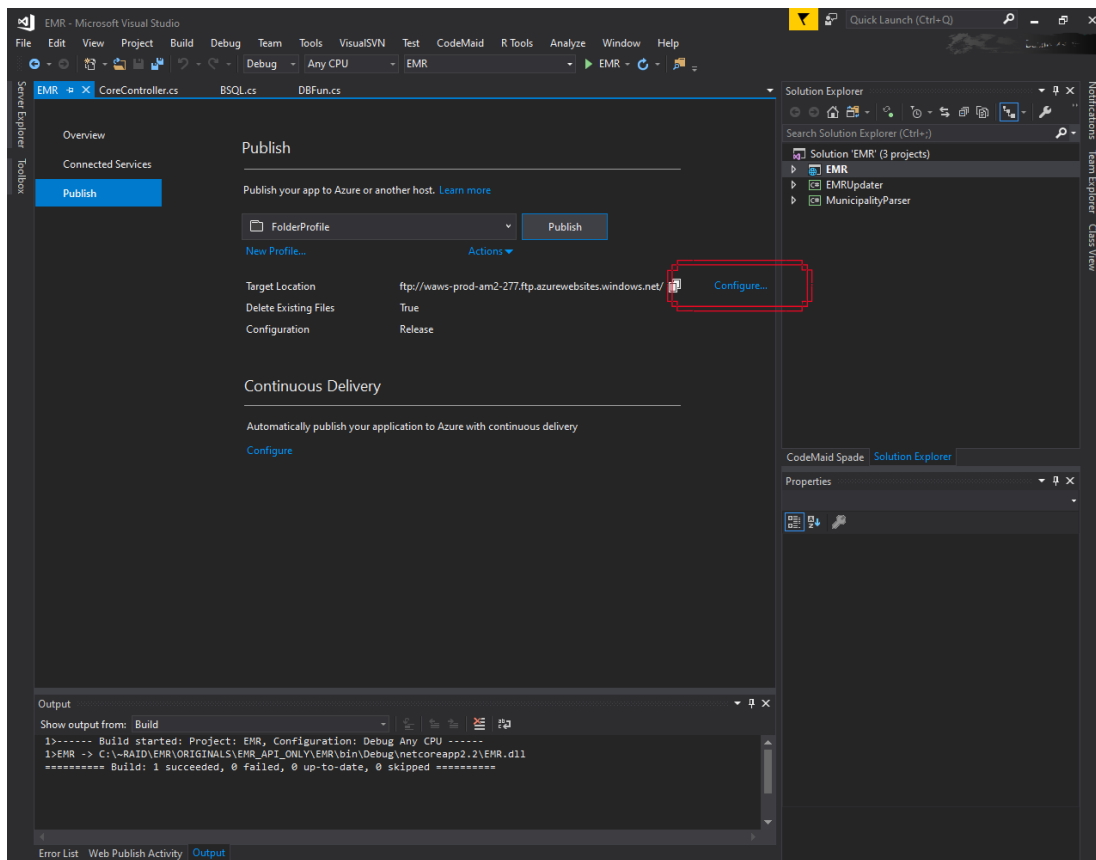 EMR - Microsoft Visual Studio
Quick Launch (Ctrl+Q)
File Edit View Project Build Debug Team Tools VisualSVN Test CodeMaid R Tools Analyze Window Help
Debug Any CPU EMR EMR
Server Explorer
Toolbox
EMR CoreController.cs BSQL.cs DBFun.cs
Overview
Connected Services
Publish
Publish
Publish your app to Azure or another host. Learn more
FolderProfile Publish
New Profile... Actions
Target Location ftp://waws-prod-am2-277.ftp.azurewebsites.windows.net/ Configure...
Delete Existing Files True
Configuration Release
Continuous Delivery
Automatically publish your application to Azure with continuous delivery
Configure
Solution Explorer
Search Solution Explorer (Ctrl+;)
Solution 'EMR' (3 projects)
EMR
EMRUpdater
MunicipalityParser
CodeMaid Spade Solution Explorer
Properties
Notifications
Team Explorer
Class View
Output
Show output from: Build
1>------ Build started: Project: EMR, Configuration: Debug Any CPU ------
1>EMR -> C:\~RAID\EMR\ORIGINALS\EMR_API_ONLY\EMR\bin\Debug\netcoreapp2.2\EMR.dll
========== Build: 1 succeeded, 0 failed, 0 up-to-date, 0 skipped ==========
Error List Web Publish Activity Output